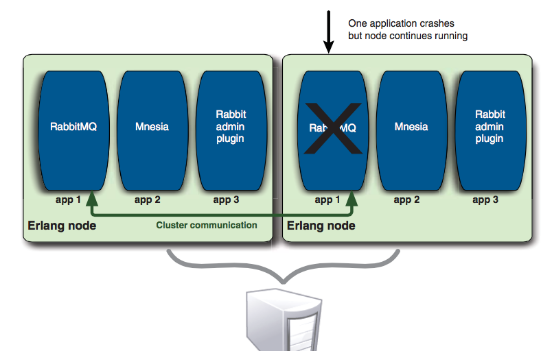 One application crashes
but node continues running
RabbitMQ
Mnesia
Rabbit
admin
plugin
RabbitMQ
Mnesia
Rabbit
admin
plugin
app 1
app 2
app 3
app 1
app 2
app 3
Erlang node
Cluster communication
Erlang node